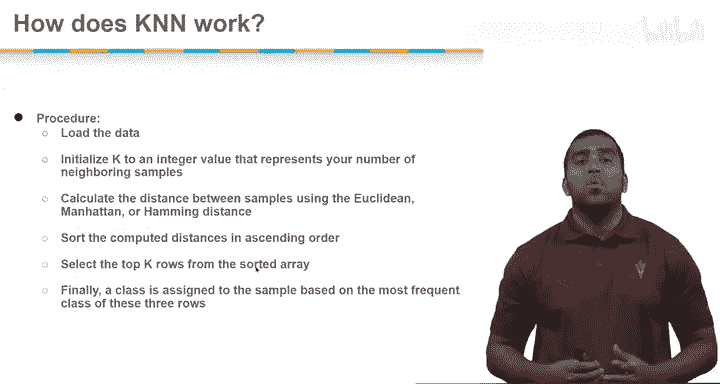 How does KNN work?
Procedure:
Load the data
Initialize K to an integer value that represents your number of
neighboring samples
Calculate the distance between samples using the Euclidean,
Manhattan, or Hamming distance
Sort the computed distances in ascending order
Select the top K rows from the sorted array
Finally, a class is assigned to the sample based on the most frequent
class of these three rows